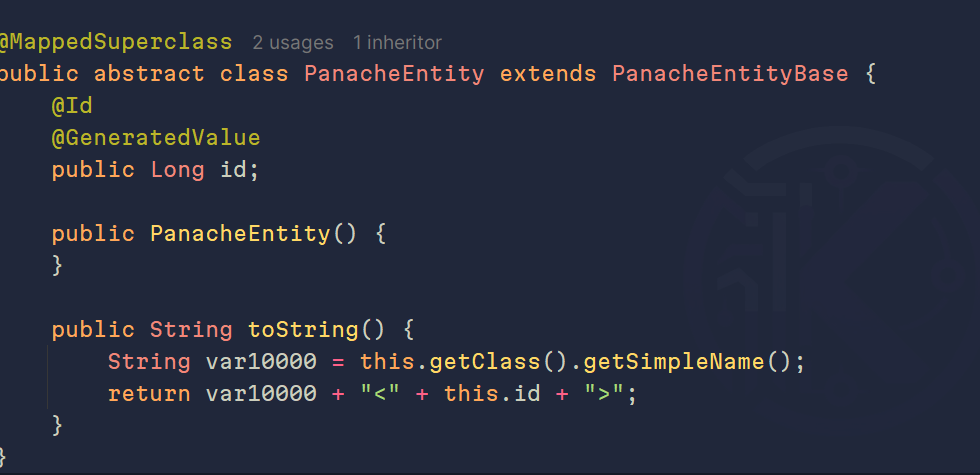 @MappedSuperclass 2 usages 1 inheritor
public abstract class PanacheEntity extends PanacheEntityBase {
@Id
@GeneratedValue
public Long id;
public PanacheEntity() {
}
public String toString() {
String var10000 = this.getClass().getSimpleName();
return var10000 + "<" + this.id + ">";
}
}